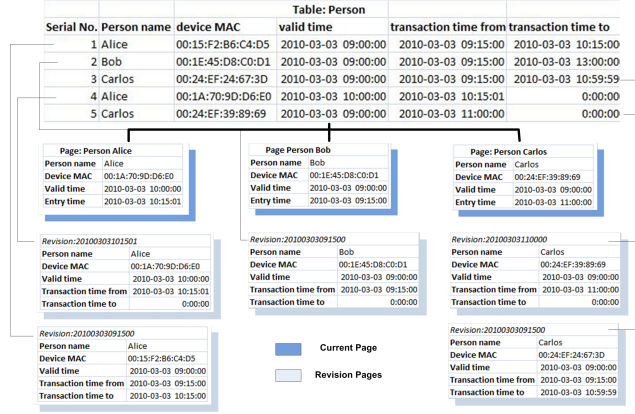 Table: Person
Serial No. Person name device MAC valid time transaction time from transaction time to
1 Alice 00:15:F2:B6:C4:D5 2010-03-03 09:00:00 2010-03-03 09:15:00 2010-03-03 10:15:00
2 Bob 00:1E:45:D8:C0:D1 2010-03-03 09:00:00 2010-03-03 09:15:00 2010-03-03 13:00:00
3 Carlos 00:24:EF:24:67:3D 2010-03-03 09:00:00 2010-03-03 09:15:00 2010-03-03 10:59:59
4 Alice 00:1A:70:9D:D6:E0 2010-03-03 10:00:00 2010-03-03 10:15:01 0:00:00
5 Carlos 00:24:EF:39:89:69 2010-03-03 09:00:00 2010-03-03 11:00:00 0:00:00
Page: Person Alice
Person name Alice
Device MAC 00:1A:70:9D:D6:E0
Valid time 2010-03-03 10:00:00
Entry time 2010-03-03 10:15:01
Page Person Bob
Person name Bob
Device MAC 00:1E:45:D8:C0:D1
Valid time 2010-03-03 09:00:00
Entry time 2010-03-03 09:15:00
Page: Person Carlos
Person name Carlos
Device MAC 00:24:EF:39:89:69
Valid time 2010-03-03 09:00:00
Entry time 2010-03-03 11:00:00
Revision:20100303101501
Person name Alice
Device MAC 00:1A:70:9D:D6:E0
Valid time 2010-03-03 10:00:00
Transaction time from 2010-03-03 10:15:01
Transaction time to 0:00:00
Revision:20100303091500
Person name Bob
Device MAC 00:1E:45:D8:C0:D1
Valid time 2010-03-03 09:00:00
Transaction time from 2010-03-03 09:15:00
Transaction time to 0:00:00
Revision:20100303110000
Person name Carlos
Device MAC 00:24:EF:39:89:69
Valid time 2010-03-03 09:00:00
Transaction time from 2010-03-03 11:00:00
Transaction time to 0:00:00
Revision:20100303091500
Person name Alice
Device MAC 00:15:F2:B6:C4:D5
Valid time 2010-03-03 09:00:00
Transaction time from 2010-03-03 09:15:00
Transaction time to 2010-03-03 10:15:00
Current Page
Revision Pages
Revision:20100303091500
Person name Carlos
Device MAC 00:24:EF:24:67:3D
Valid time 2010-03-03 09:00:00
Transaction time from 2010-03-03 09:15:00
Transaction time to 2010-03-03 10:59:59